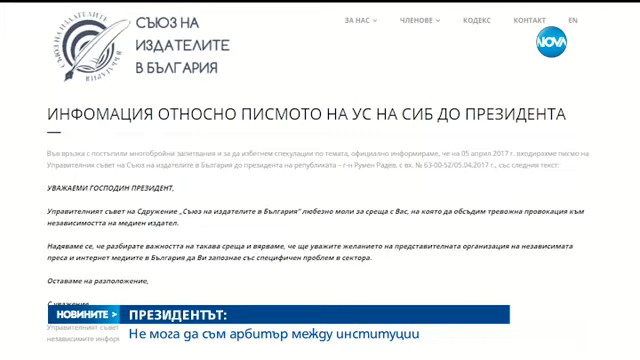 СЪЮЗ НА
ИЗДАТЕЛИТЕ
В БЪЛГАРИЯ
ЗА НАС ЧЛЕНОВЕ КОДЕКС КОНТАКТ EN
NOVA
ИНФОМАЦИЯ ОТНОСНО ПИСМОТО НА УС НА СИБ ДО ПРЕЗИДЕНТА
Във връзка с постъпили многобройни запитвания и за да избегнем спекулации по темата, официално информираме, че на 05 април 2017 г. входирахме писмо на
Управителния съвет на Съюз на издателите в България до президента на републиката – г-н Румен Радев, с вх. № 63-00-52/05.04.2017 г., със следния текст:
УВАЖАЕМИ ГОСПОДИН ПРЕЗИДЕНТ,
Управителният съвет на Сдружение „Съюз на издателите в България" любезно моли за среща с Вас, на която да обсъдим тревожна провокация към
независимостта на медиен издател.
Надяваме се, че разбирате важността на такава среща и вярваме, че ще уважите желанието на представителната организация на независимата
преса и интернет медиите в България да Ви запознае със специфичен проблем в сектора.
Оставаме на разположение,
С уважение,
Управителният съвет
независимите
НОВИНИТЕ
ПРЕЗИДЕНТЪТ:
Не мога да съм арбитър между институции